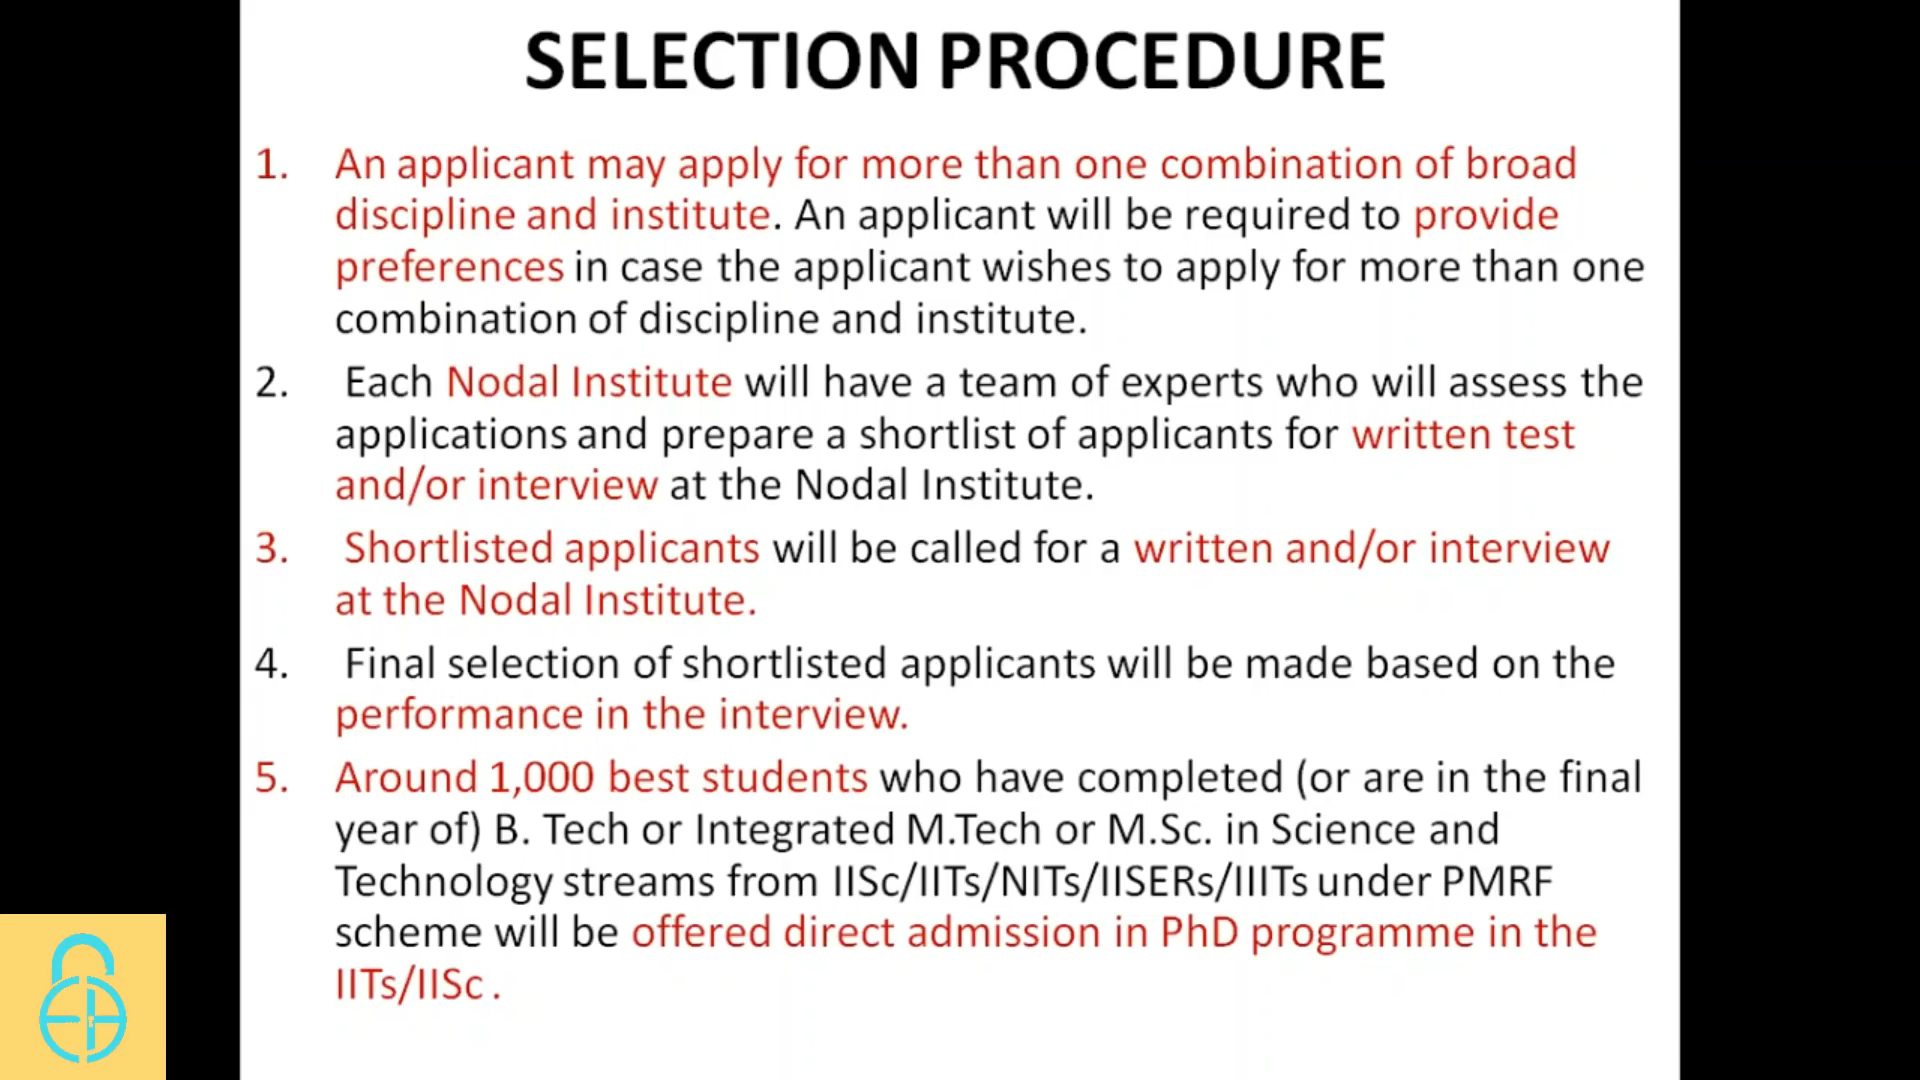 SELECTION PROCEDURE
1. An applicant may apply for more than one combination of broad
discipline and institute. An applicant will be required to provide
preferences in case the applicant wishes to apply for more than one
combination of discipline and institute.
2. Each Nodal Institute will have a team of experts who will assess the
applications and prepare a shortlist of applicants for written test
and/or interview at the Nodal Institute.
3. Shortlisted applicants will be called for a written and/or interview
at the Nodal Institute.
4. Final selection of shortlisted applicants will be made based on the
performance in the interview.
5. Around 1,000 best students who have completed (or are in the final
year of) B. Tech or Integrated M.Tech or M.Sc. in Science and
Technology streams from IISc/IITs/NITs/IISERs/IIITs under PMRF
scheme will be offered direct admission in PhD programme in the
IITs/IISc .